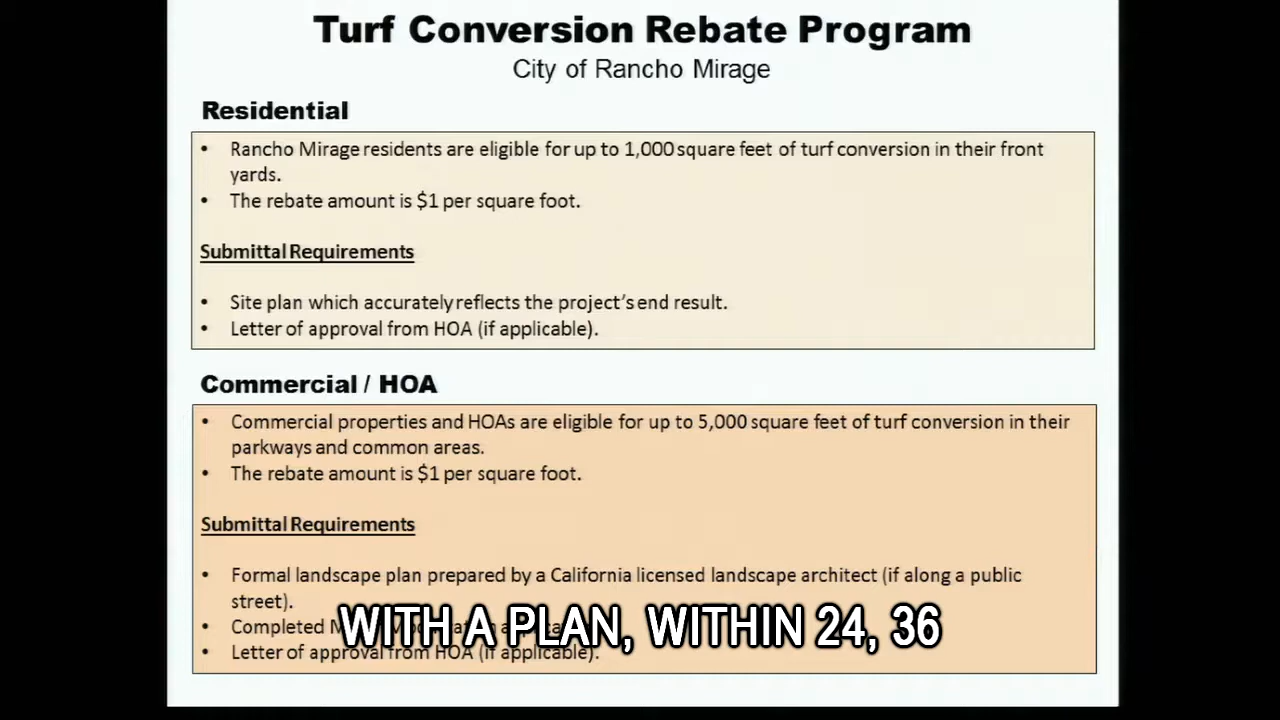 Turf Conversion Rebate Program
City of Rancho Mirage
Residential
• Rancho Mirage residents are eligible for up to 1,000 square feet of turf conversion in their front
yards.
• The rebate amount is $1 per square foot.
Submittal Requirements
• Site plan which accurately reflects the project's end result.
• Letter of approval from HOA (if applicable).
Commercial / HOA
• Commercial properties and HOAs are eligible for up to 5,000 square feet of turf conversion in their
parkways and common areas.
• The rebate amount is $1 per square foot.
Submittal Requirements
• Formal landscape plan prepared by a California licensed landscape architect (if along a public
street).
• Completed
• Letter of approval from HOA (if applicable).
WITH A PLAN, WITHIN 24, 36